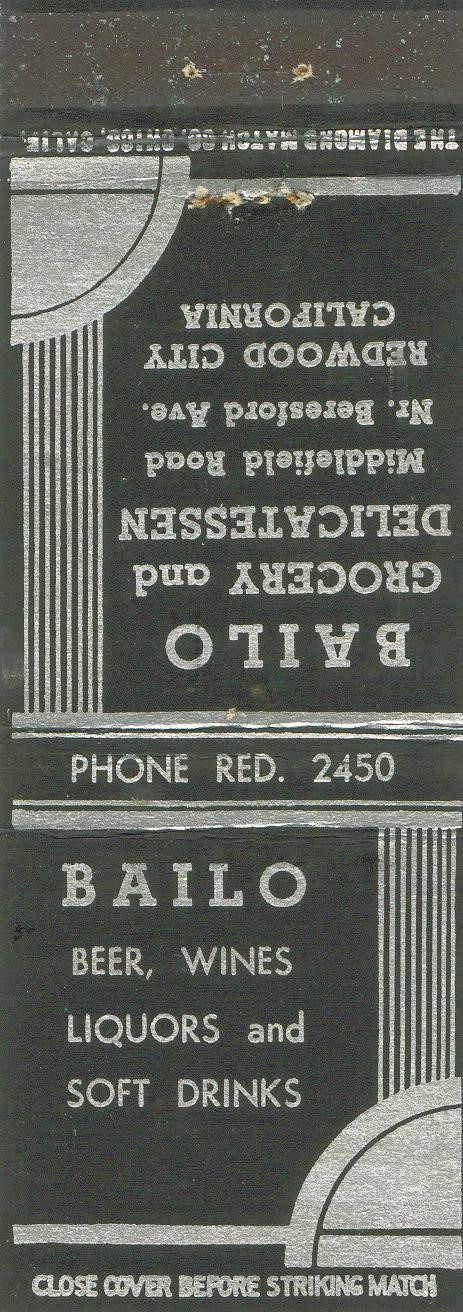 THE DIAMOND MATCH CO. CHICO, CALIF.
BAILO
GROCERY and
DELICATESSEN
Middlefield Road
Nr. Beresford Ave.
REDWOOD CITY
CALIFORNIA
PHONE RED. 2450
BAILO
BEER, WINES
LIQUORS and
SOFT DRINKS
CLOSE COVER BEFORE STRIKING MATCH